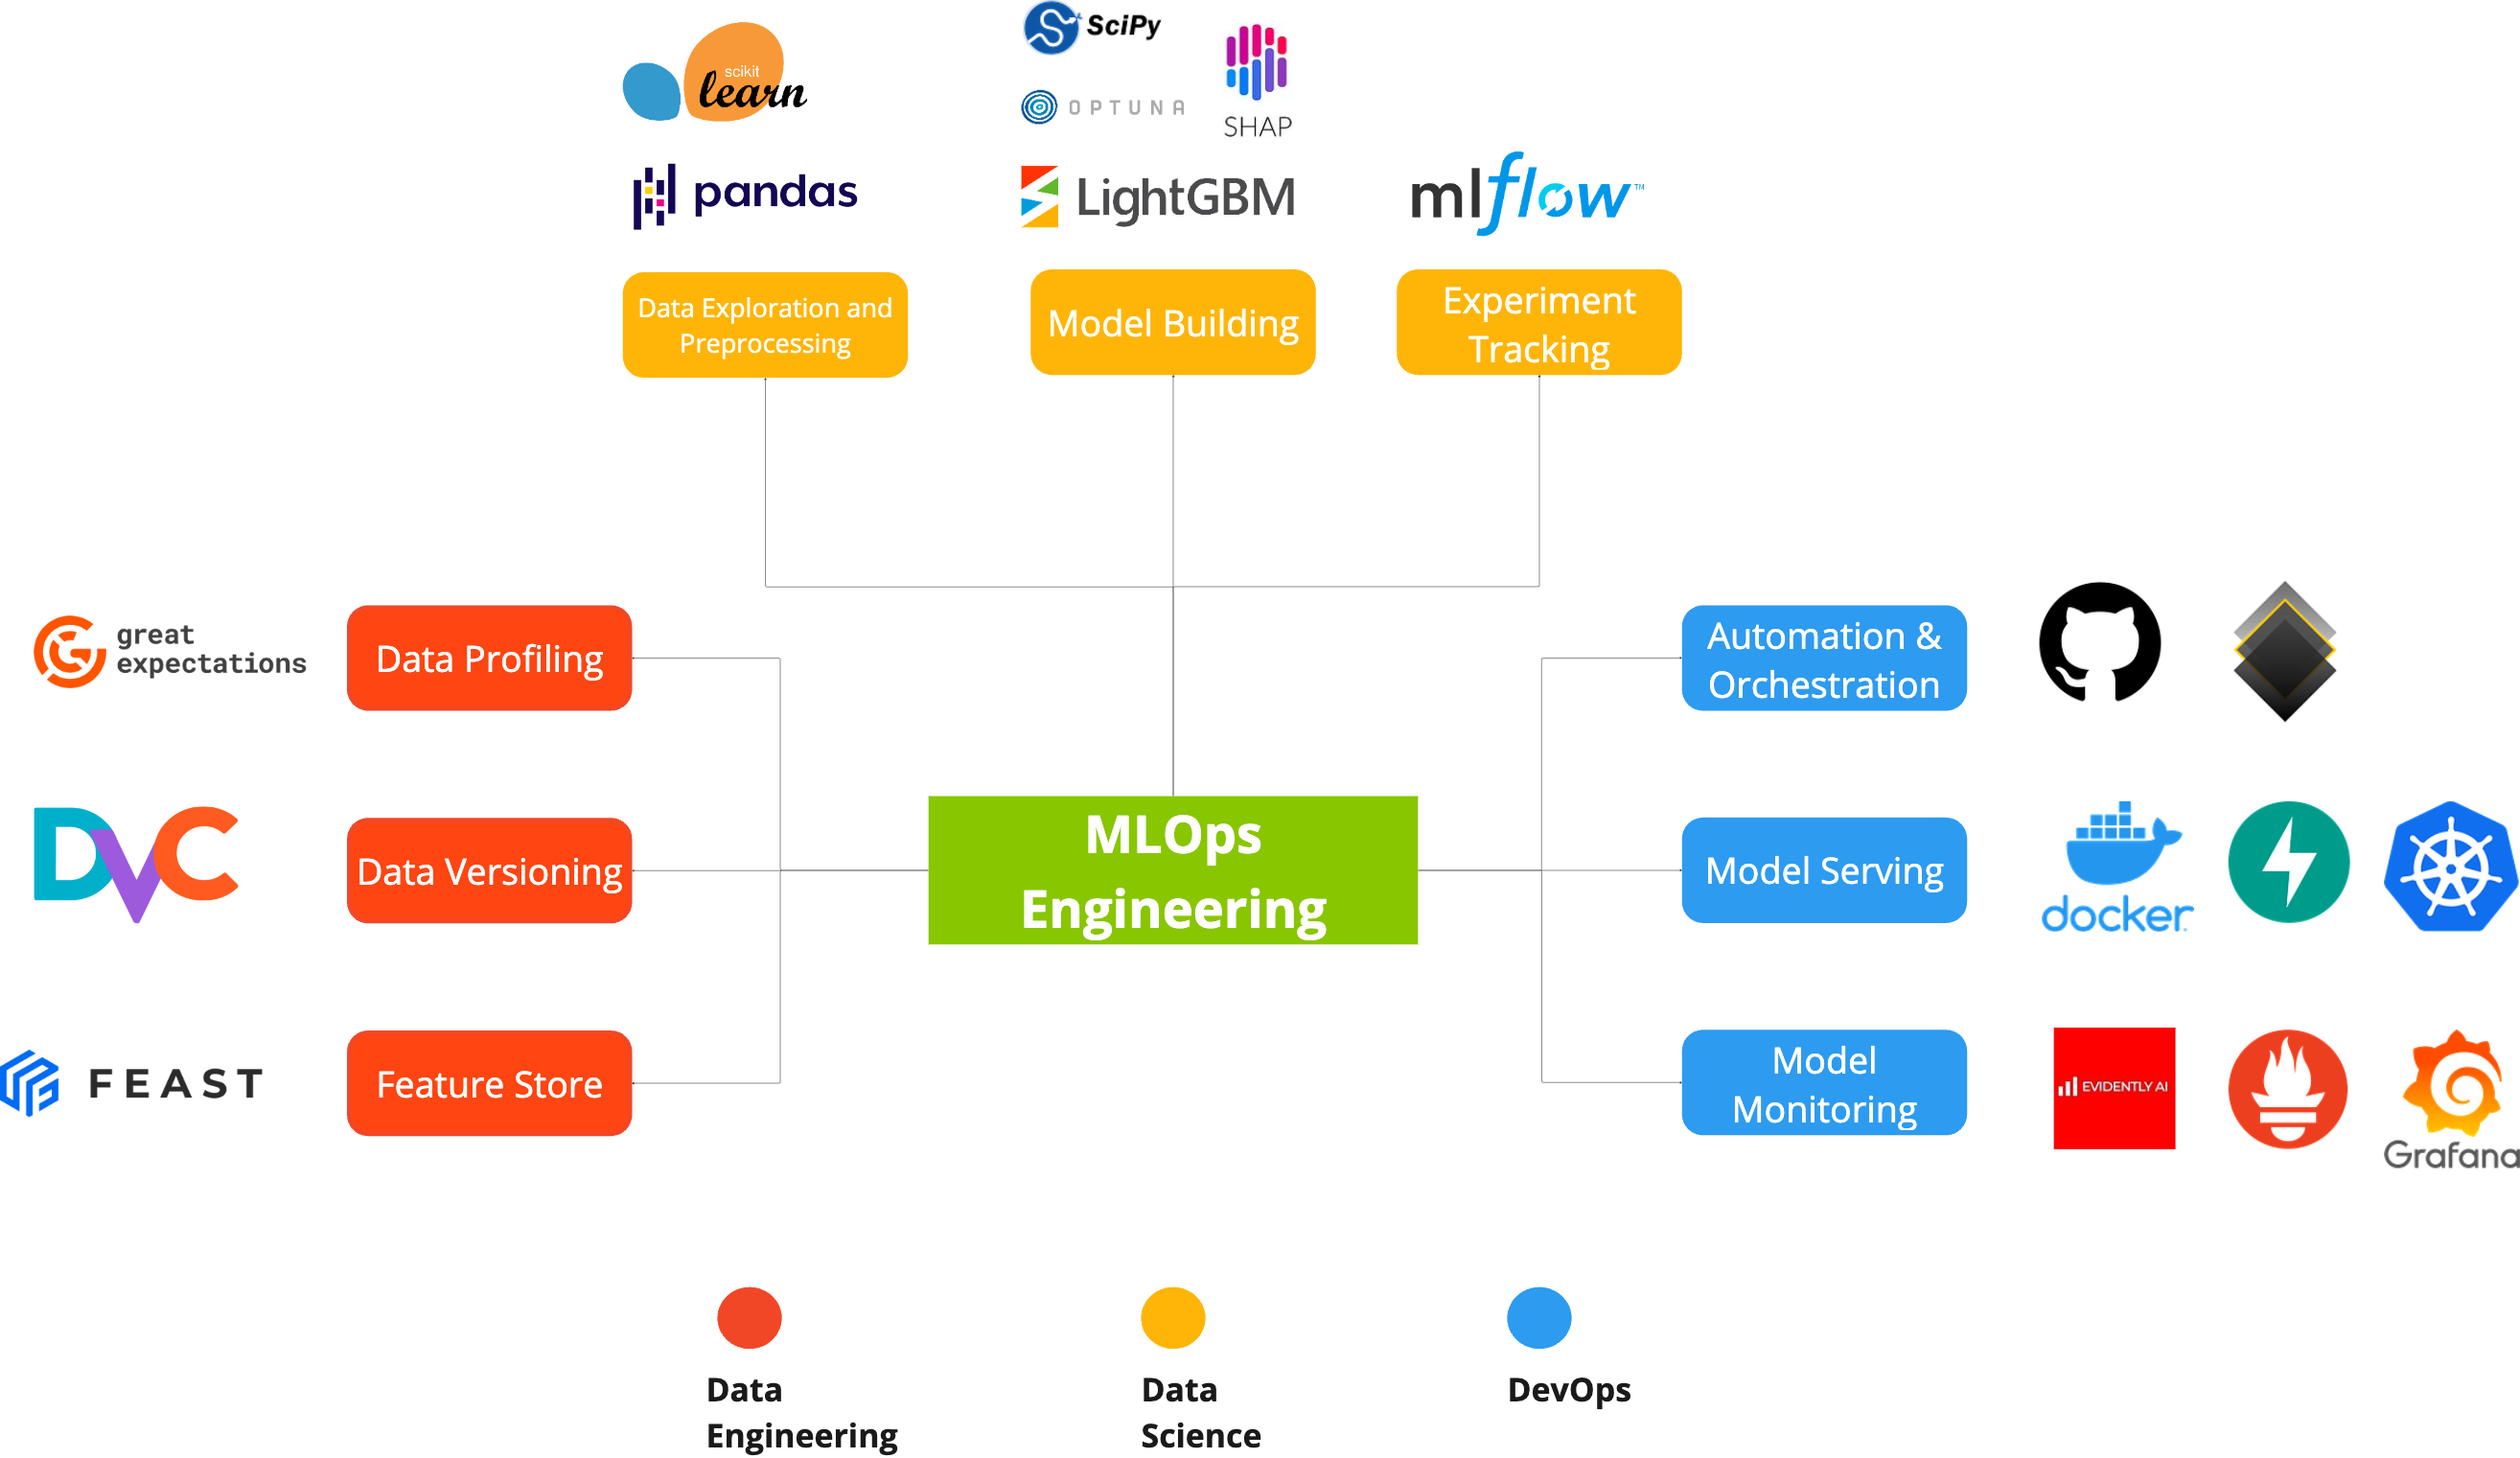 scikit
learn
pandas
SciPy
OPTUNA
SHAP
LightGBM
mlflow™
Data Exploration and
Preprocessing
Model Building
Experiment
Tracking
great
expectations
Data Profiling
Automation &
Orchestration
DVC
Data Versioning
MLOps
Engineering
Model Serving
docker
FEAST
Feature Store
Model
Monitoring
EVIDENTLY AI
Grafana
Data
Engineering
Data
Science
DevOps